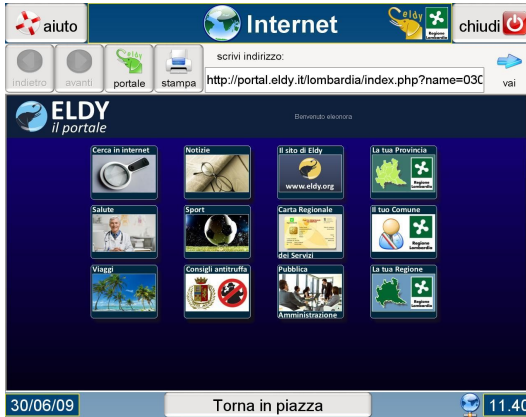 aiuto
Internet
eldy
Regione
Lombardia
chiudi
indietro
avanti
portale
stampa
scrivi indirizzo:
http://portal.eldy.it/lombardia/index.php?name=030
vai
ELDY
il portale
Benvenuto eleonora
Cerca in internet
Notizie
Il sito di Eldy
www.eldy.org
La tua Provincia
Regione
Lombardia
Salute
Sport
Carta Regionale
dei Servizi
Il tuo Comune
Regione
Lombardia
Viaggi
Consigli antitruffa
Pubblica
Amministrazione
La tua Regione
Regione
Lombardia
30/06/09
Torna in piazza
11.40